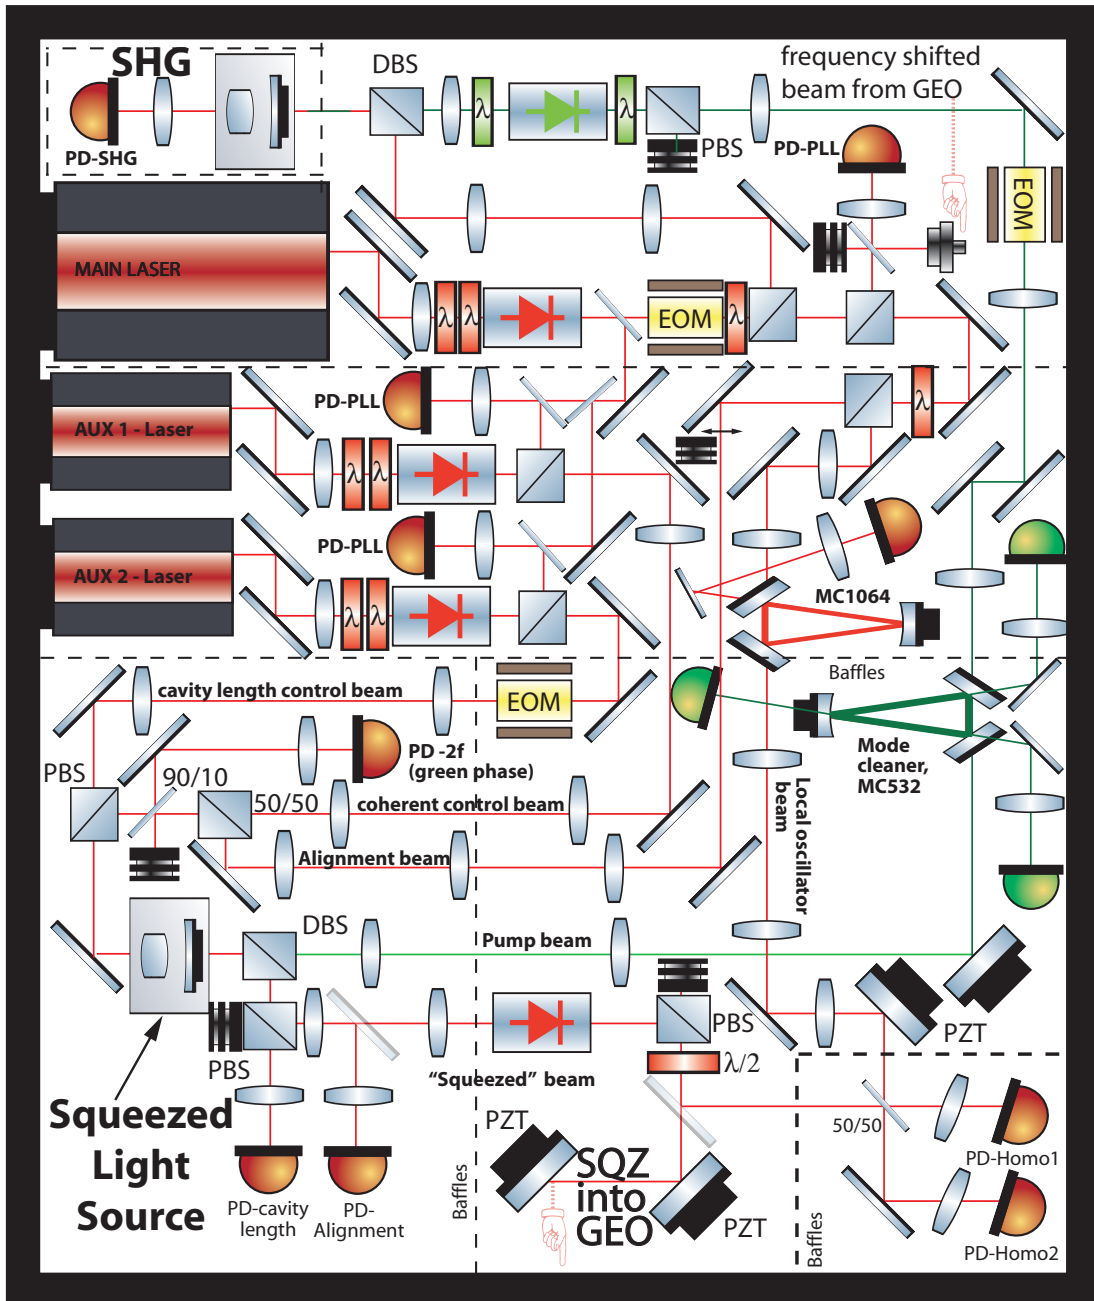 SHG
DBS
frequency shifted
beam from GEO
PD-SHG
λ
λ
PBS
PD-PLL
EOM
MAIN LASER
λ
λ
EOM
λ
PD-PLL
λ
AUX 1 - Laser
λ
λ
PD-PLL
AUX 2 - Laser
λ
λ
MC1064
Baffles
cavity length control beam
EOM
PD -2f
(green phase)
Mode
cleaner,
MC532
PBS
90/10
50/50
coherent control beam
Local oscillator
beam
Alignment beam
DBS
Pump beam
PBS
PZT
PBS
λ/2
"Squeezed" beam
Squeezed
Light
Source
PZT
SQZ
into
GEO
PZT
50/50
PD-Homo1
PD-cavity
length
PD-
Alignment
Baffles
Baffles
PD-Homo2